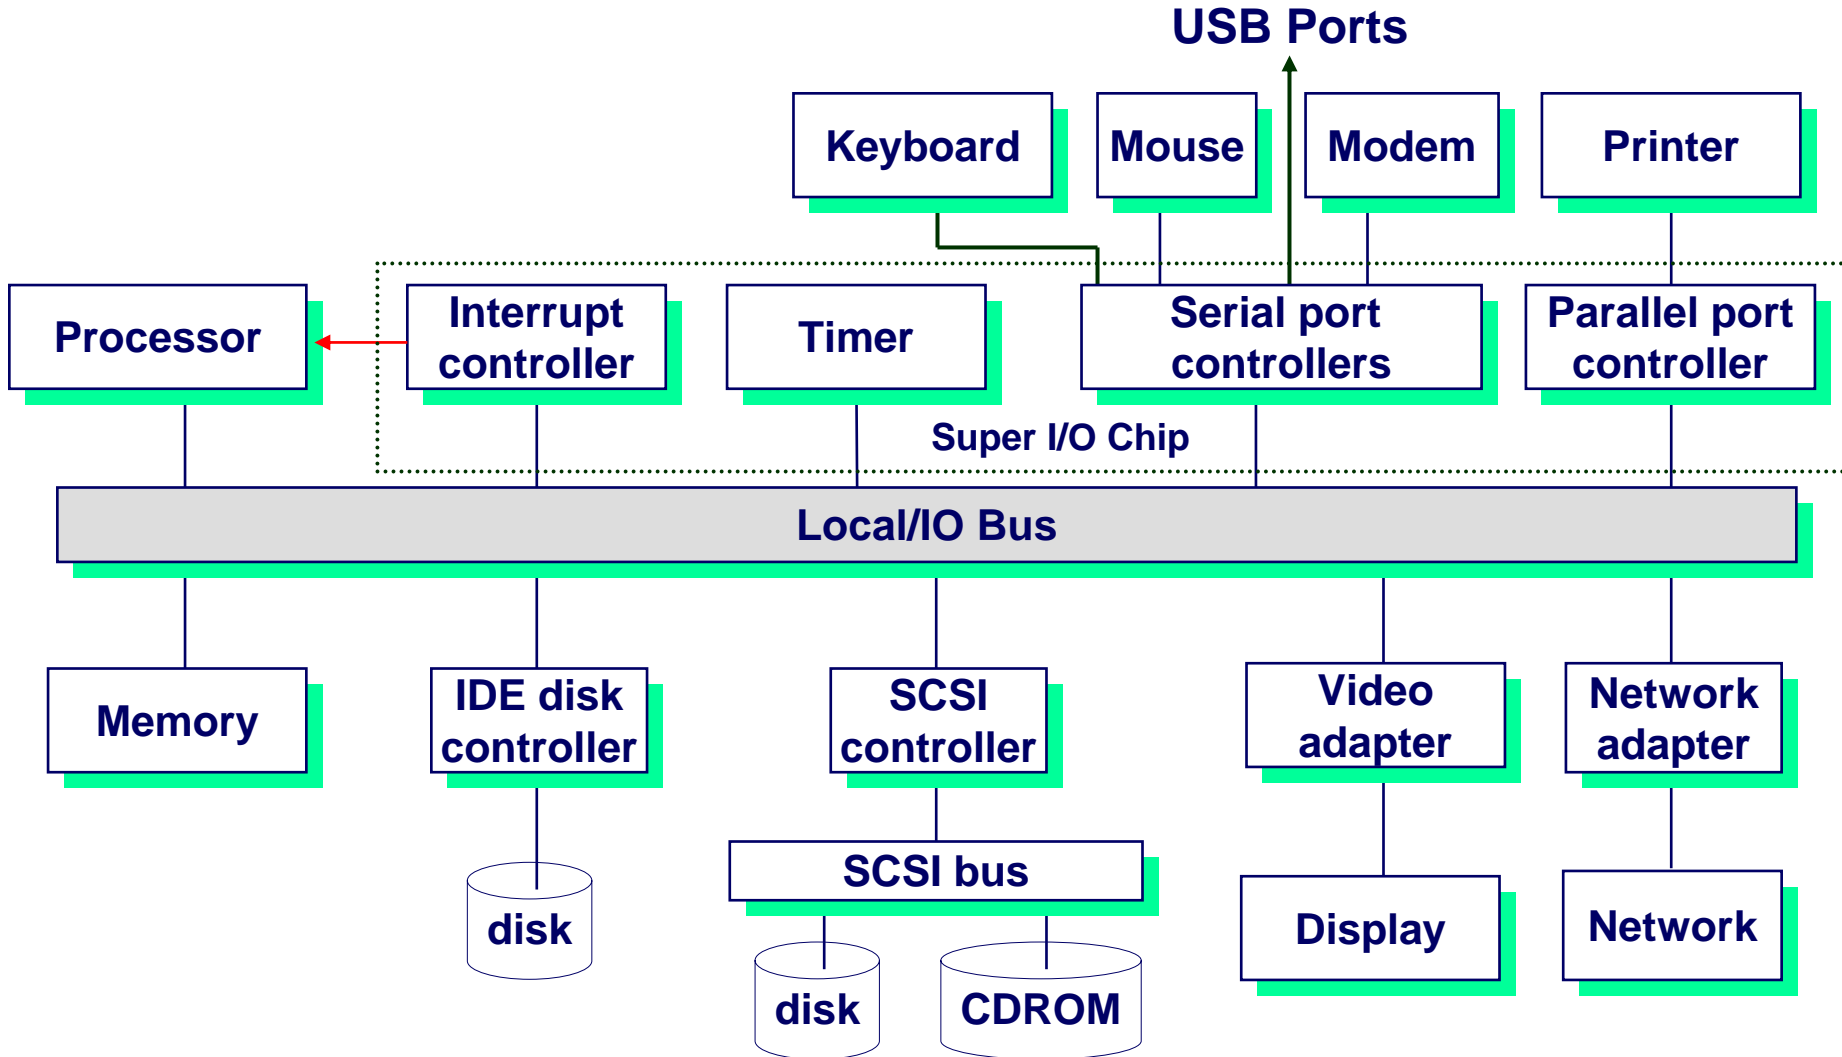 USB Ports
Keyboard
Mouse
Modem
Printer
Processor
Interrupt
controller
Timer
Serial port
controllers
Parallel port
controller
Super I/O Chip
Local/IO Bus
Memory
IDE disk
controller
SCSI
controller
Video
adapter
Network
adapter
SCSI bus
disk
Display
Network
disk
CDROM